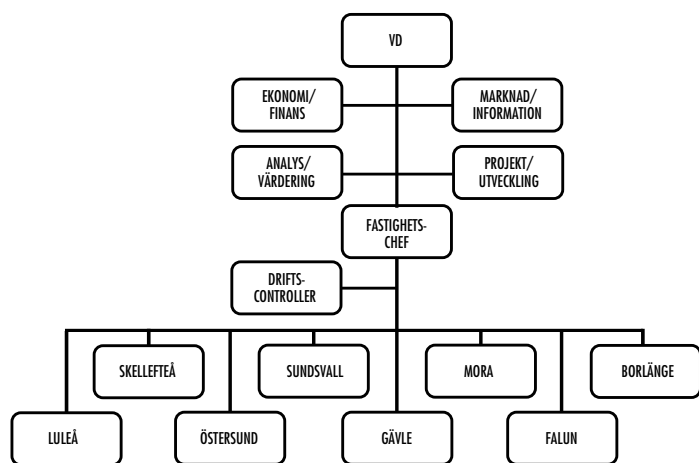 VD
EKONOMI/
FINANS
MARKNAD/
INFORMATION
ANALYS/
VÄRDERING
PROJEKT/
UTVECKLING
FASTIGHETS-
CHEF
DRIFTS-
CONTROLLER
SKELLEFTEÅ
SUNDSVALL
MORA
BORLÄNGE
LULEÅ
ÖSTERSUND
GÄVLE
FALUN